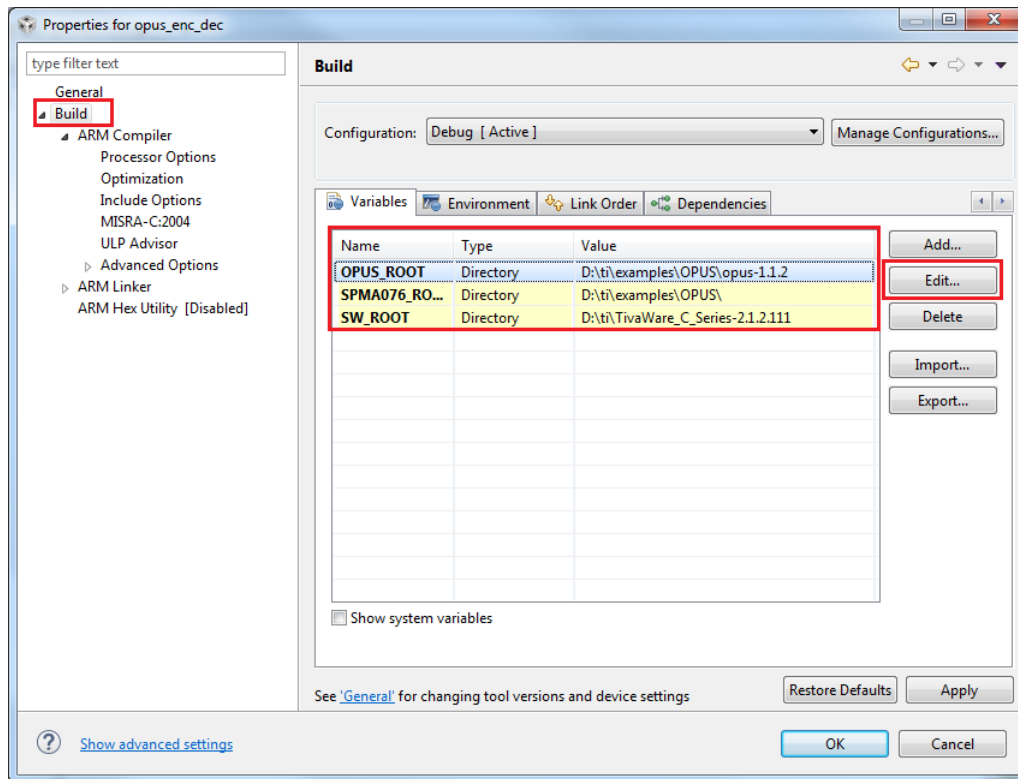 Properties for opus_enc_dec
type filter text
General
Build
ARM Compiler
Processor Options
Optimization
Include Options
MISRA-C:2004
ULP Advisor
Advanced Options
ARM Linker
ARM Hex Utility [Disabled]
Build
Configuration: Debug [ Active ] Manage Configurations...
Variables Environment Link Order Dependencies
Name Type Value
OPUS_ROOT Directory D:\ti\examples\OPUS\opus-1.1.2
SPMA076_RO... Directory D:\ti\examples\OPUS\
SW_ROOT Directory D:\ti\TivaWare_C_Series-2.1.2.111
Add...
Edit...
Delete
Import...
Export...
Show system variables
See 'General' for changing tool versions and device settings
Restore Defaults Apply
Show advanced settings
OK Cancel